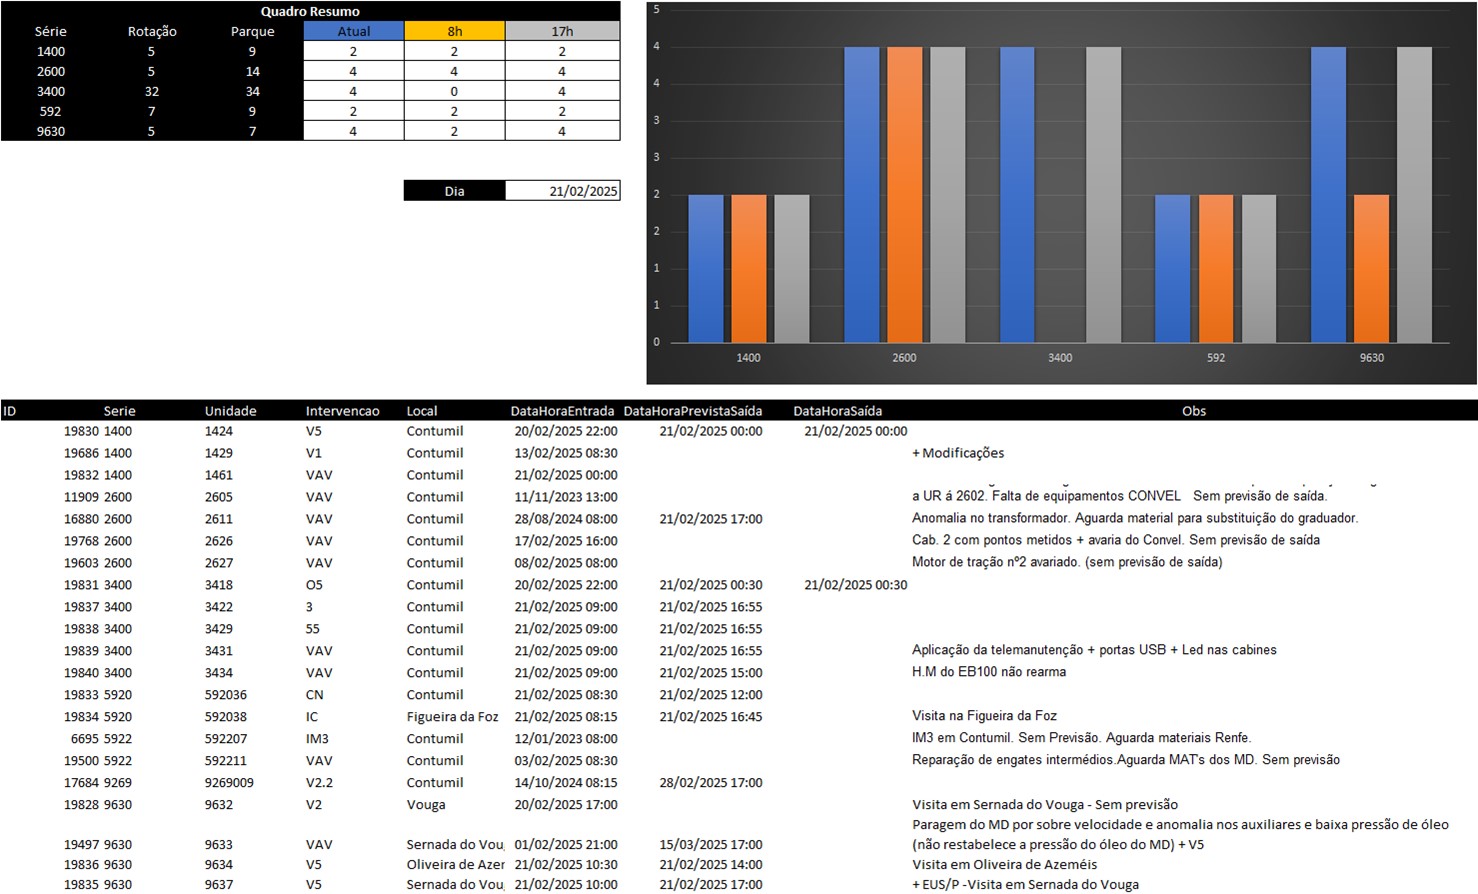 Quadro Resumo
Série Rotação Parque Atual 8h 17h
1400 5 9 2 2 2
2600 5 14 4 4 4
3400 32 34 4 0 4
592 7 9 2 2 2
9630 5 7 4 2 4
Dia 21/02/2025
5
4
4
3
3
2
2
1
1
0
1400 2600 3400 592 9630
ID Serie Unidade Intervencao Local DataHoraEntrada DataHoraPrevistaSaída DataHoraSaída Obs
19830 1400 1424 V5 Contumil 20/02/2025 22:00 21/02/2025 00:00 21/02/2025 00:00
19686 1400 1429 V1 Contumil 13/02/2025 08:30 + Modificações
19832 1400 1461 VAV Contumil 21/02/2025 00:00
11909 2600 2605 VAV Contumil 11/11/2023 13:00 a UR á 2602. Falta de equipamentos CONVEL Sem previsão de saída.
16880 2600 2611 VAV Contumil 28/08/2024 08:00 21/02/2025 17:00 Anomalia no transformador. Aguarda material para substituição do graduador.
19768 2600 2626 VAV Contumil 17/02/2025 16:00 Cab. 2 com pontos metidos + avaria do Convel. Sem previsão de saída
19603 2600 2627 VAV Contumil 08/02/2025 08:00 Motor de tração nº2 avariado. (sem previsão de saída)
19831 3400 3418 O5 Contumil 20/02/2025 22:00 21/02/2025 00:30 21/02/2025 00:30
19837 3400 3422 3 Contumil 21/02/2025 09:00 21/02/2025 16:55
19838 3400 3429 55 Contumil 21/02/2025 09:00 21/02/2025 16:55
19839 3400 3431 VAV Contumil 21/02/2025 09:00 21/02/2025 16:55 Aplicação da telemanutenção + portas USB + Led nas cabines
19840 3400 3434 VAV Contumil 21/02/2025 09:00 21/02/2025 15:00 H.M do EB100 não rearma
19833 5920 592036 CN Contumil 21/02/2025 08:30 21/02/2025 12:00
19834 5920 592038 IC Figueira da Foz 21/02/2025 08:15 21/02/2025 16:45 Visita na Figueira da Foz
6695 5922 592207 IM3 Contumil 12/01/2023 08:00 IM3 em Contumil. Sem Previsão. Aguarda materiais Renfe.
19500 5922 592211 VAV Contumil 03/02/2025 08:30 Reparação de engates intermédios.Aguarda MAT's dos MD. Sem previsão
17684 9269 9269009 V2.2 Contumil 14/10/2024 08:15 28/02/2025 17:00
19828 9630 9632 V2 Vouga 20/02/2025 17:00 Visita em Sernada do Vouga - Sem previsão
Paragem do MD por sobre velocidade e anomalia nos auxiliares e baixa pressão de óleo
19497 9630 9633 VAV Sernada do Vou 01/02/2025 21:00 15/03/2025 17:00 (não restabelece a pressão do óleo do MD) + V5
19836 9630 9634 V5 Oliveira de Azer 21/02/2025 10:30 21/02/2025 14:00 Visita em Oliveira de Azeméis
19835 9630 9637 V5 Sernada do Vou 21/02/2025 10:00 21/02/2025 17:00 + EUS/P -Visita em Sernada do Vouga